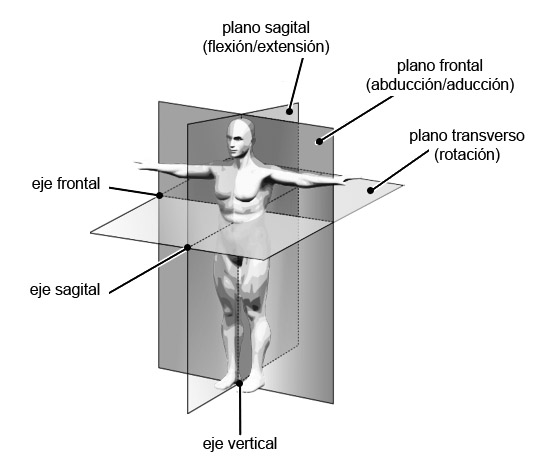 plano sagital
(flexión/extensión)
plano frontal
(abducción/aducción)
plano transverso
(rotación)
eje frontal
eje sagital
eje vertical